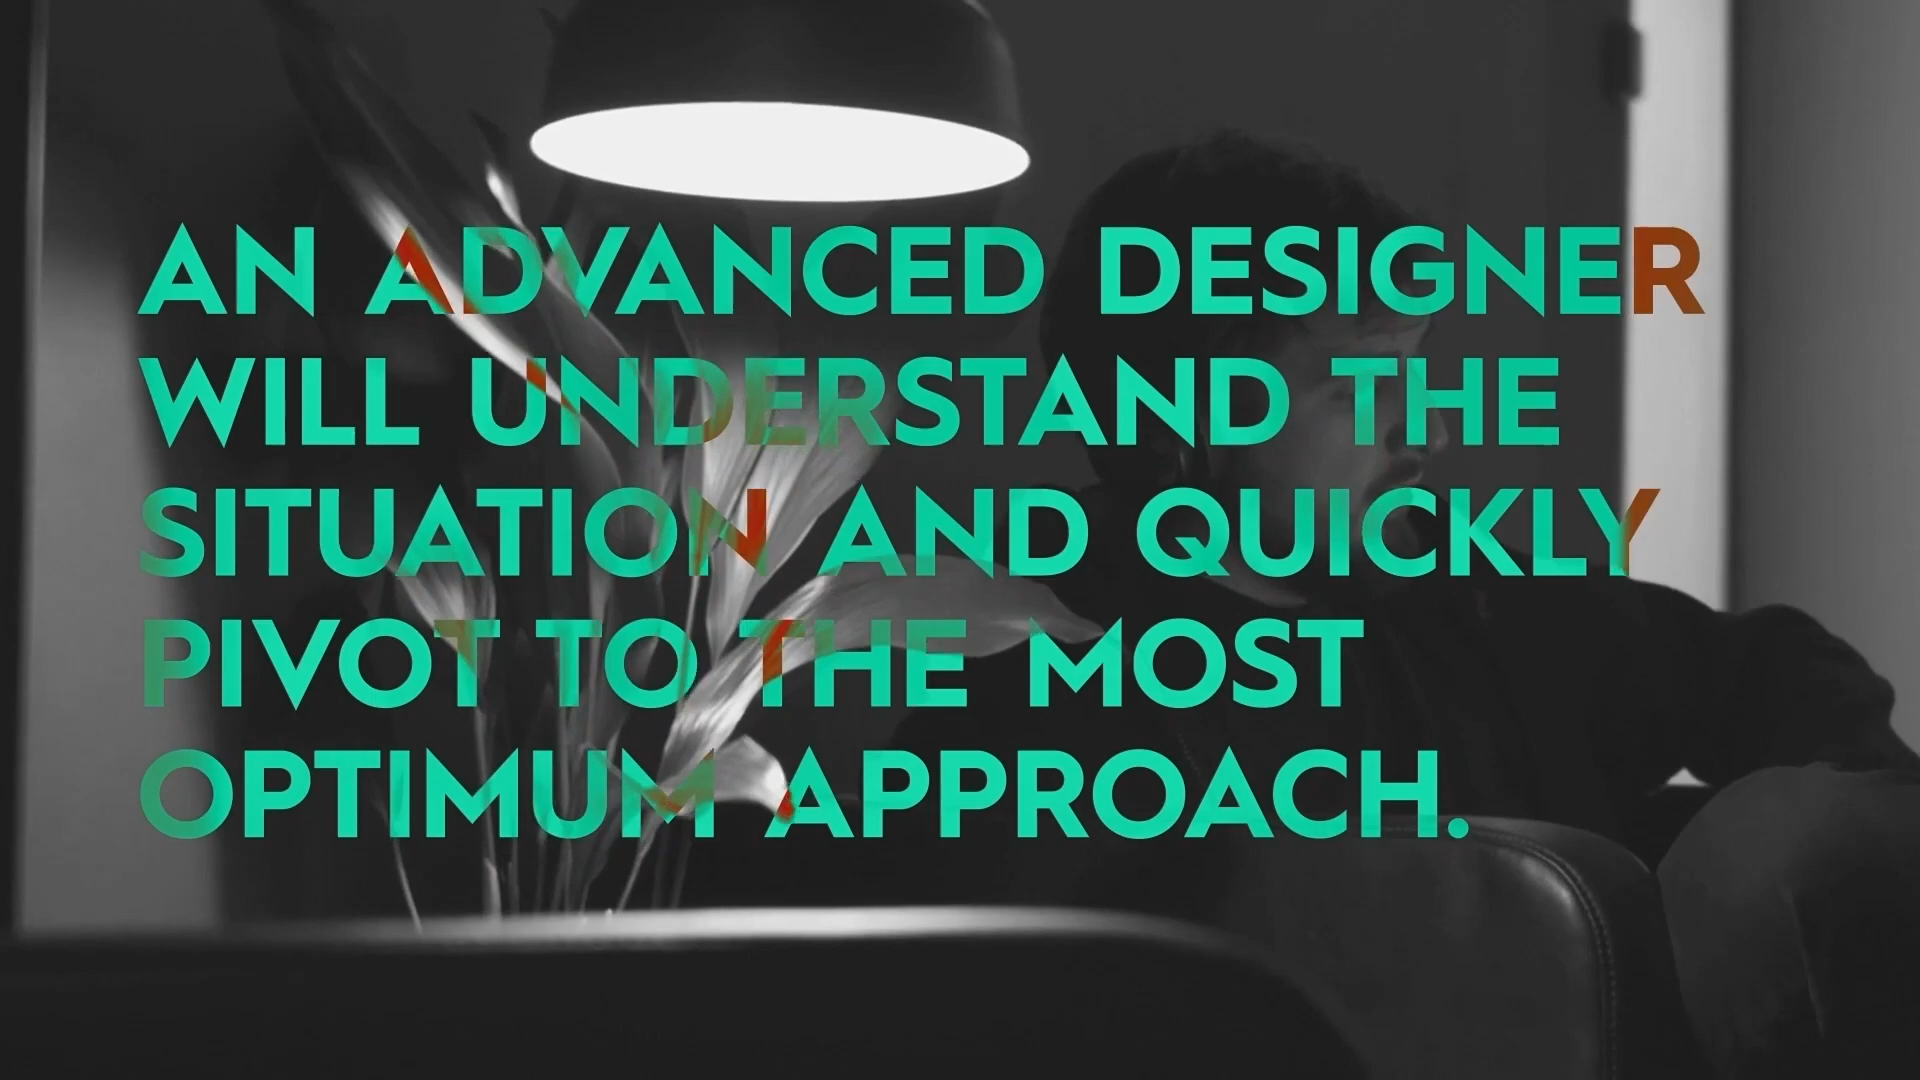 AN ADVANCED DESIGNER
WILL UNDERSTAND THE
SITUATION AND QUICKLY
PIVOT TO THE MOST
OPTIMUM APPROACH.